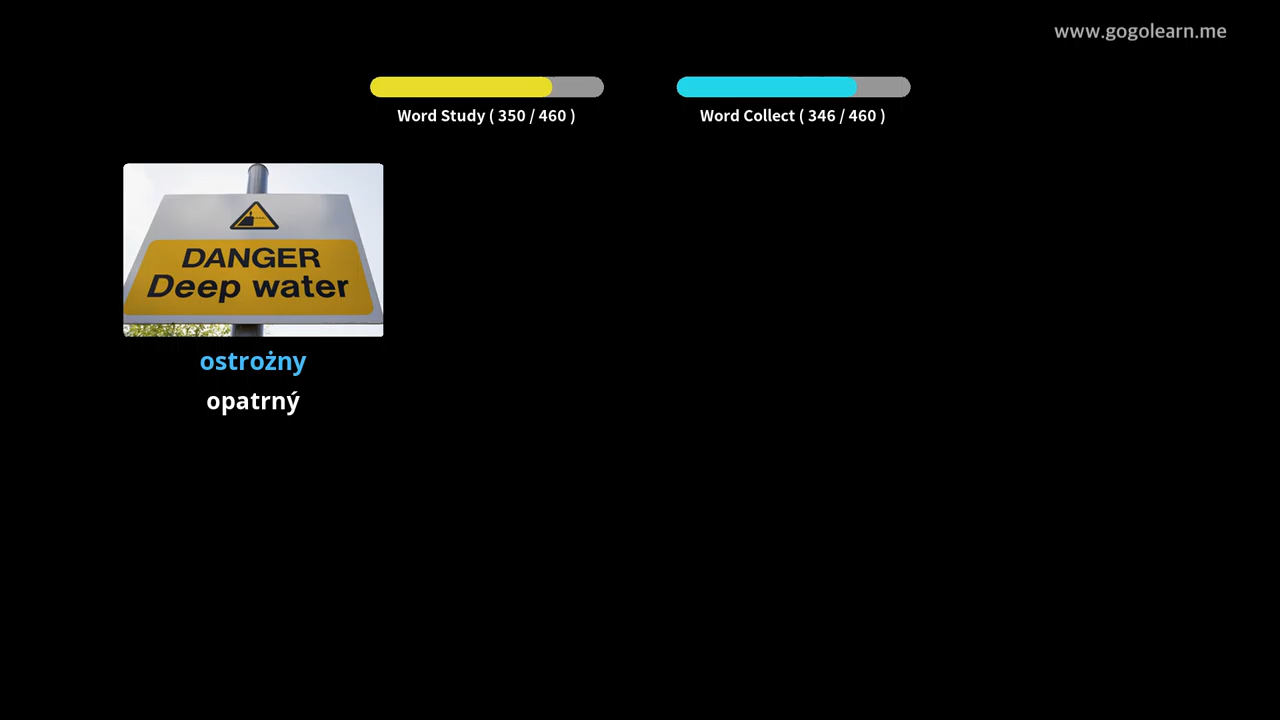 www.gogolearn.me
Word Study ( 350 / 460 )
Word Collect ( 346 / 460 )
DANGER
Deep water
ostrożny
opatrný